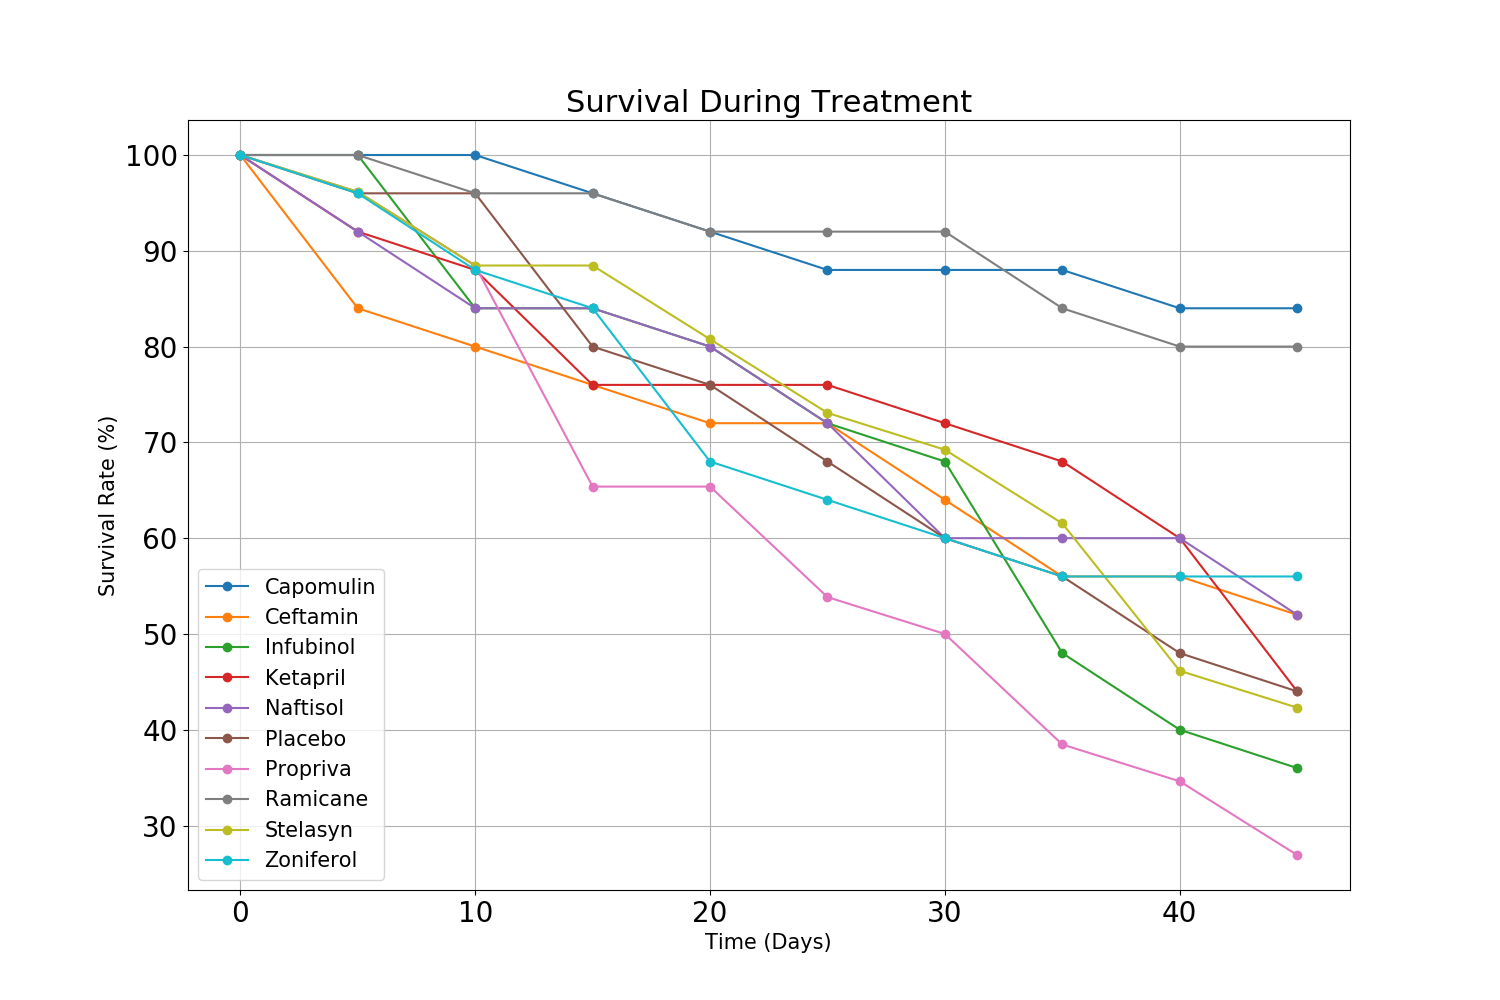 Survival During Treatment
100
90
80
70
60
50
40
30
Survival Rate (%)
Capomulin
Ceftamin
Infubinol
Ketapril
Naftisol
Placebo
Propriva
Ramicane
Stelasyn
Zoniferol
0 10 20 30 40
Time (Days)